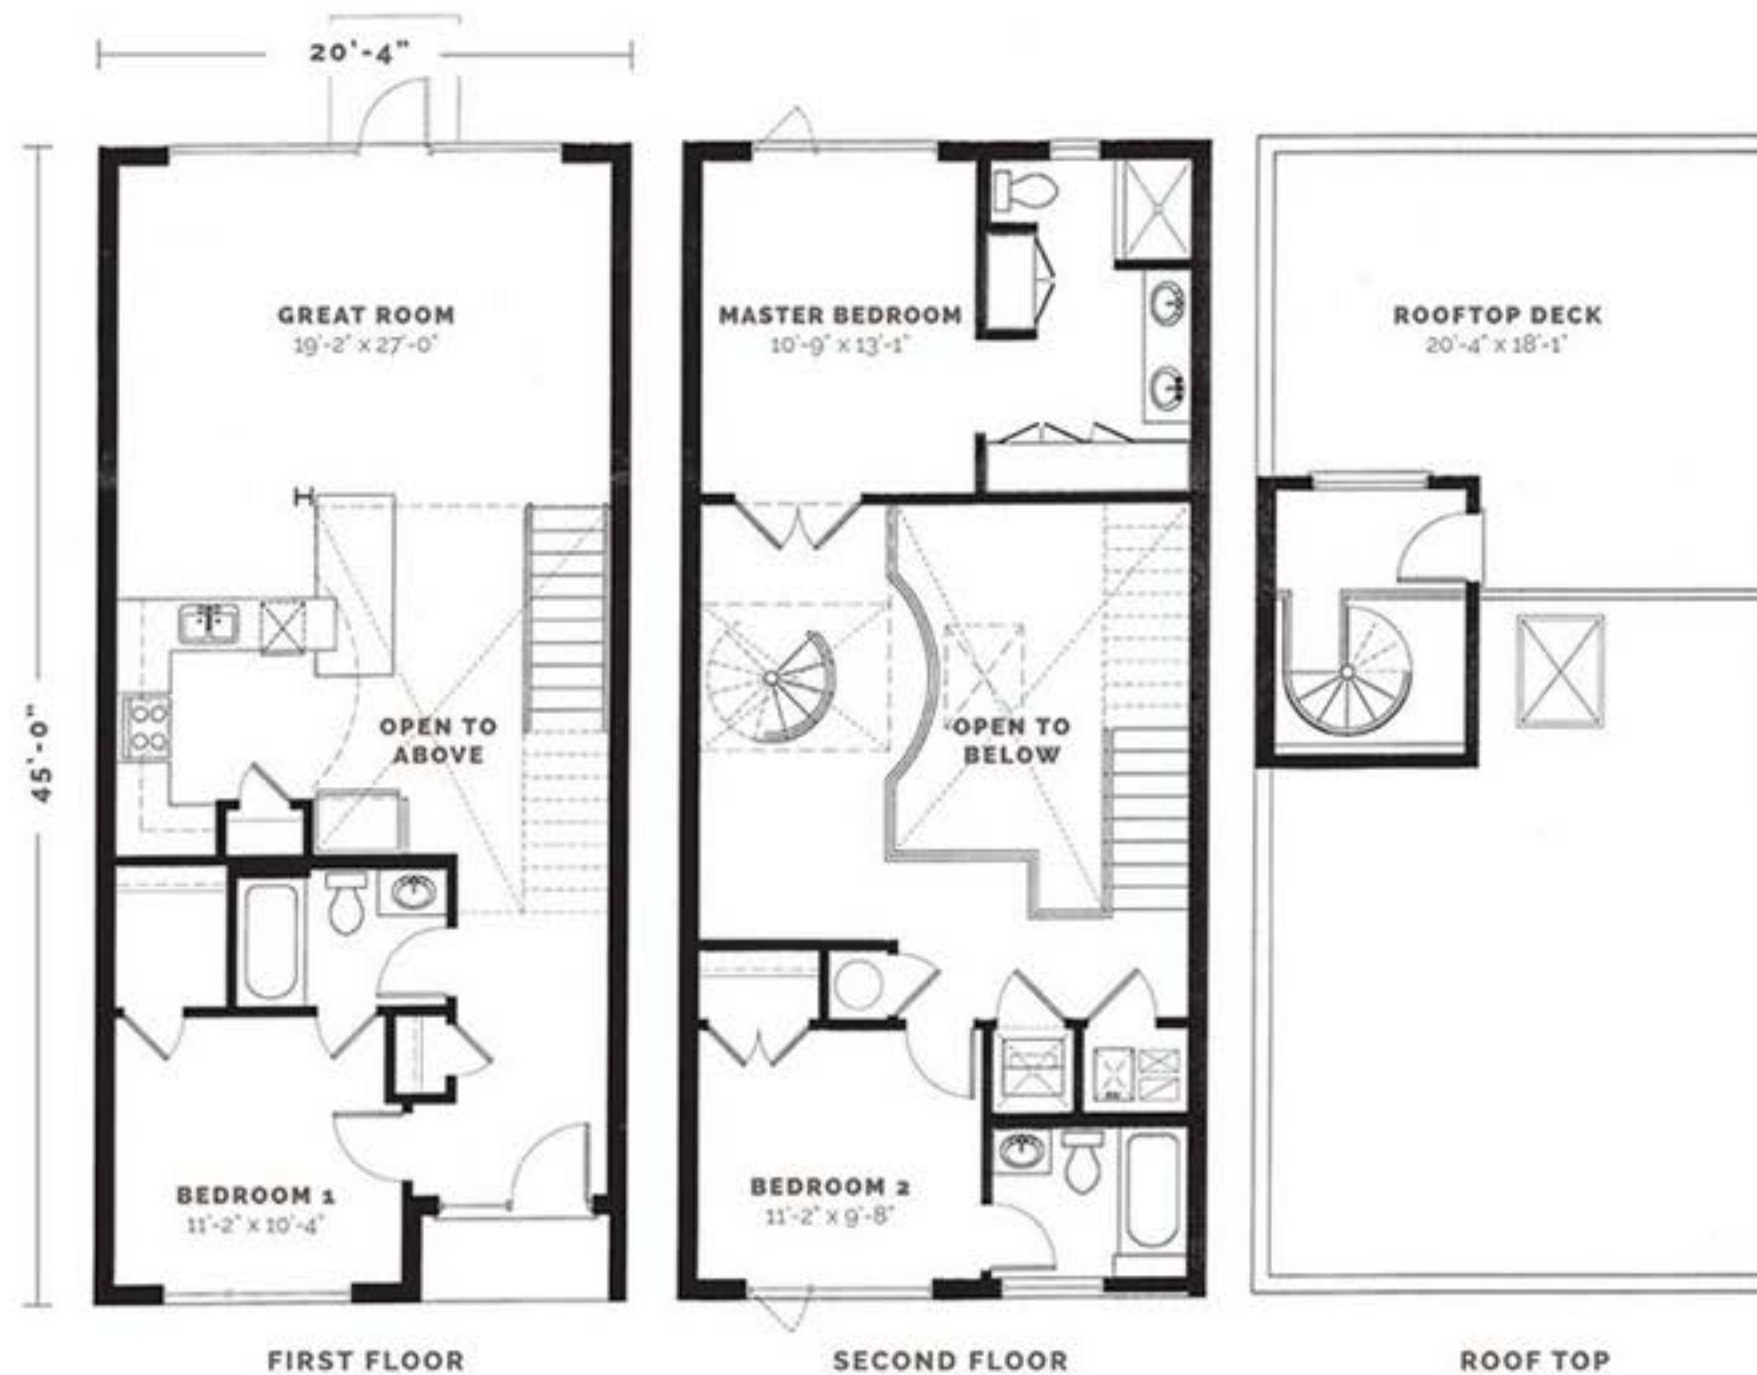 20'-4"
45'-0"
GREAT ROOM
19'-2" X 27'-0"
OPEN TO
ABOVE
BEDROOM 1
11'-2" X 10'-4"
FIRST FLOOR
MASTER BEDROOM
10'-9" X 13'-1"
OPEN TO
BELOW
BEDROOM 2
11'-2" X 9'-8"
SECOND FLOOR
ROOFTOP DECK
20'-4" X 18'-1"
ROOF TOP